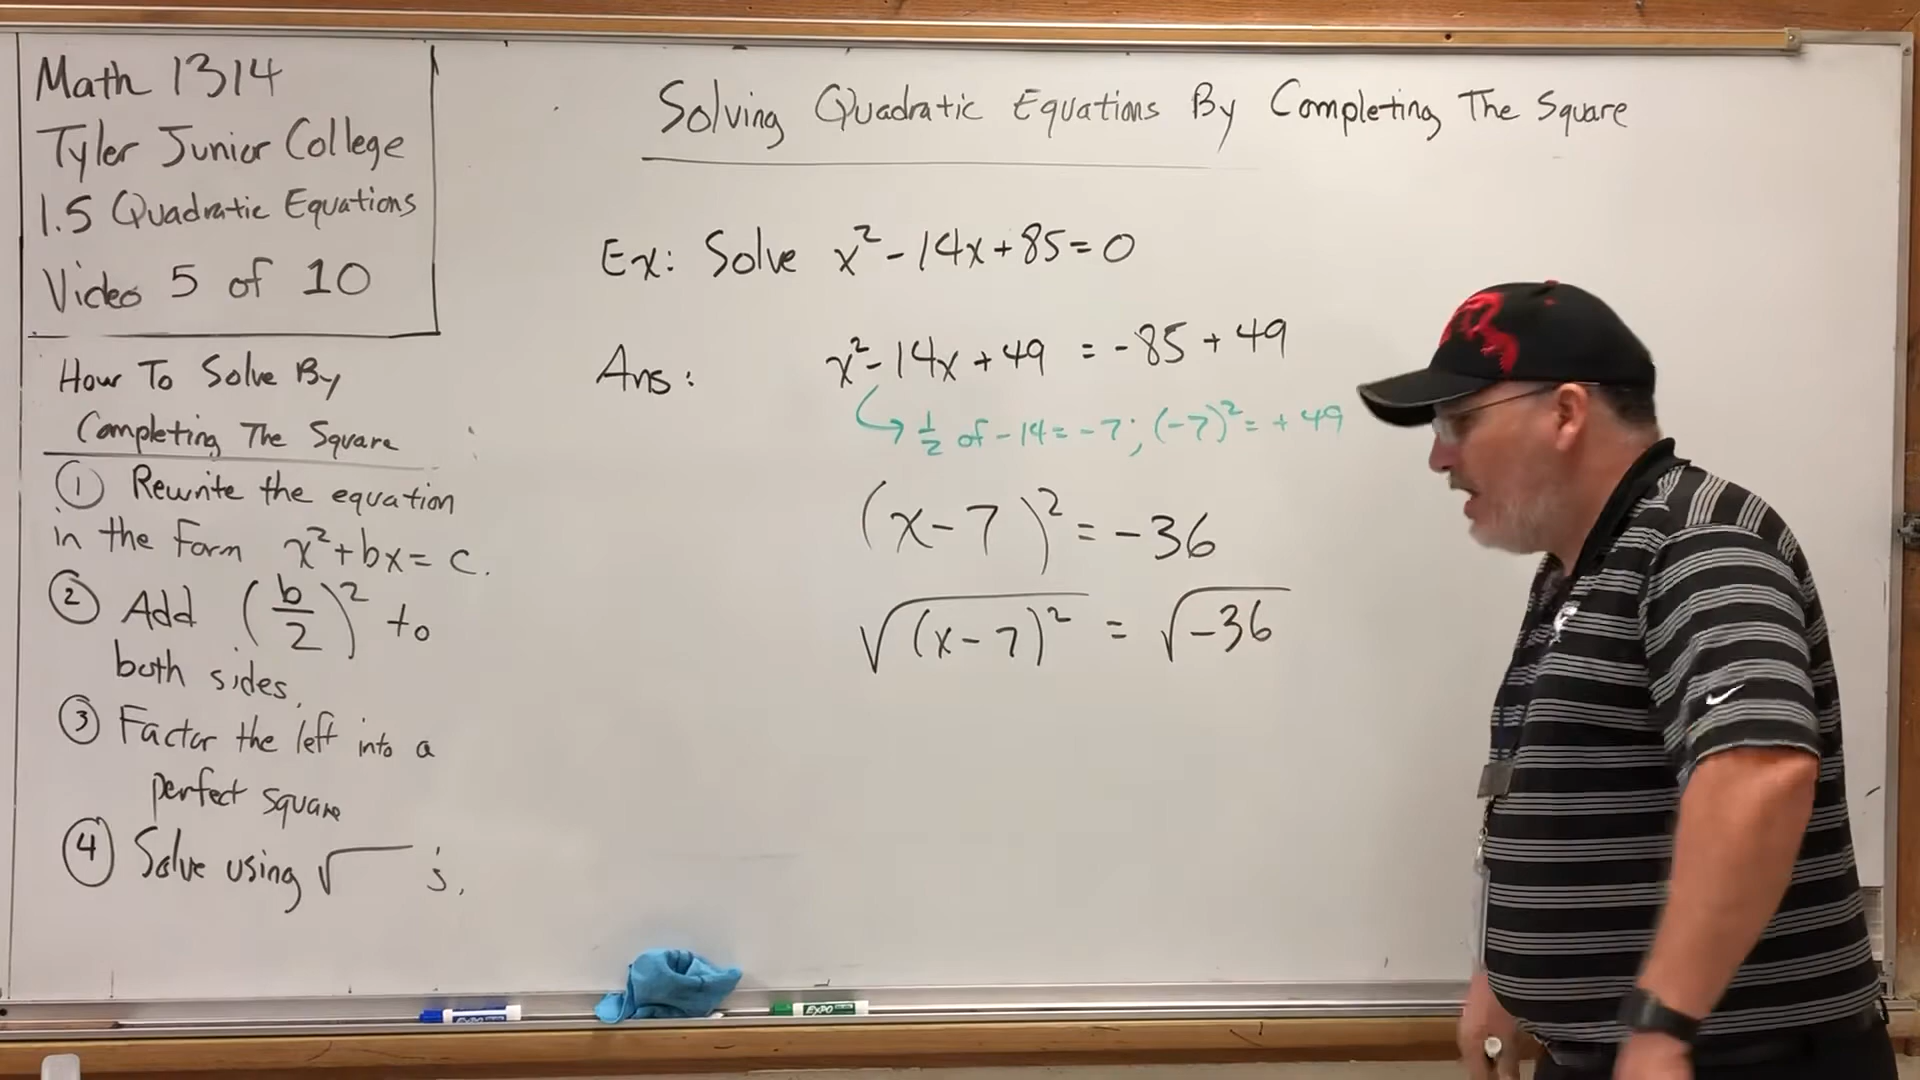 Math 1314
Tyler Junior College
1.5 Quadratic Equations
Video 5 of 10
How To Solve By
Completing The Square
① Rewrite the equation
in the form x²+bx=c.
② Add (b/2)² to
both sides.
③ Factor the left into a
perfect square
④ Solve using √ 's.
Solving Quadratic Equations By Completing The Square
Ex: Solve x²-14x+85=0
Ans: x²-14x+49 = -85+49
½ of -14=-7; (-7)²=+49
(x-7)²=-36
√(x-7)² = √-36
EXPO
EXPO